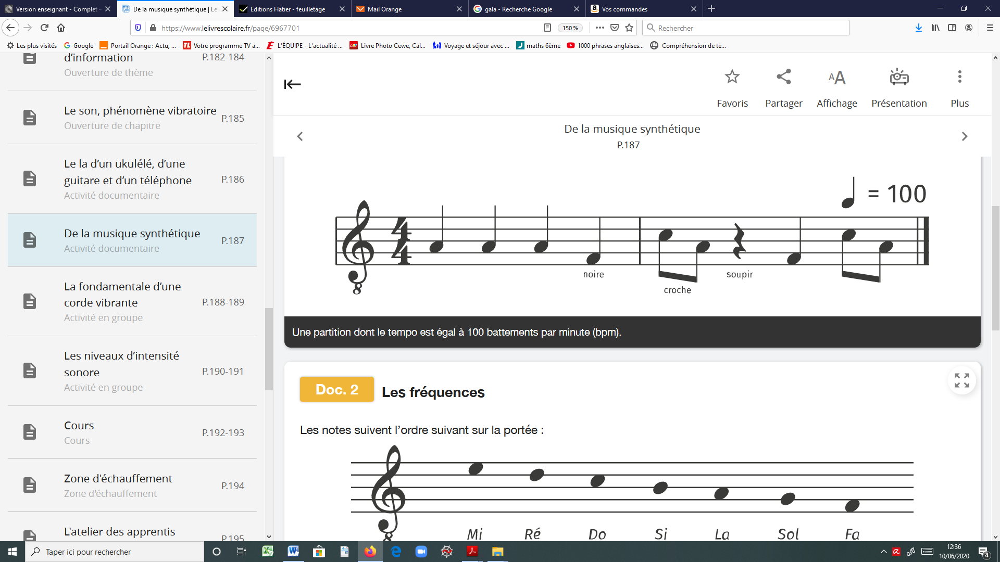 Version enseignant - Complet -
De la musique synthétique | Lel
Editions Hatier - feuilletage
Mail Orange
gala - Recherche Google
Vos commandes
https://www.lelivrescolaire.fr/page/6967701
150 %
Rechercher
Les plus visités
Google
Portail Orange : Actu, ...
Votre programme TV a...
L'ÉQUIPE - L'actualité ...
Livre Photo Cewe, Cal...
Voyage et séjour avec ...
maths 6ème
1000 phrases anglaises...
Compréhension de te...
d’information
P.182-184
Ouverture de thème
Le son, phénomène vibratoire
P.185
Ouverture de chapitre
Le la d’un ukulélé, d’une
guitare et d’un téléphone
P.186
Activité documentaire
De la musique synthétique
P.187
Activité documentaire
La fondamentale d’une
corde vibrante
P.188-189
Activité en groupe
Les niveaux d’intensité
sonore
P.190-191
Activité en groupe
Cours
P.192-193
Cours
Zone d'échauffement
P.194
Zone d'échauffement
L'atelier des apprentis
P.195
Favoris
Partager
AA
Affichage
Présentation
Plus
De la musique synthétique
P.187
= 100
4
4
8
noire
croche
soupir
Une partition dont le tempo est égal à 100 battements par minute (bpm).
Doc. 2
Les fréquences
Les notes suivent l’ordre suivant sur la portée :
8
Mi Ré Do Si La Sol Fa
Taper ici pour rechercher
12:36
10/06/2020
4